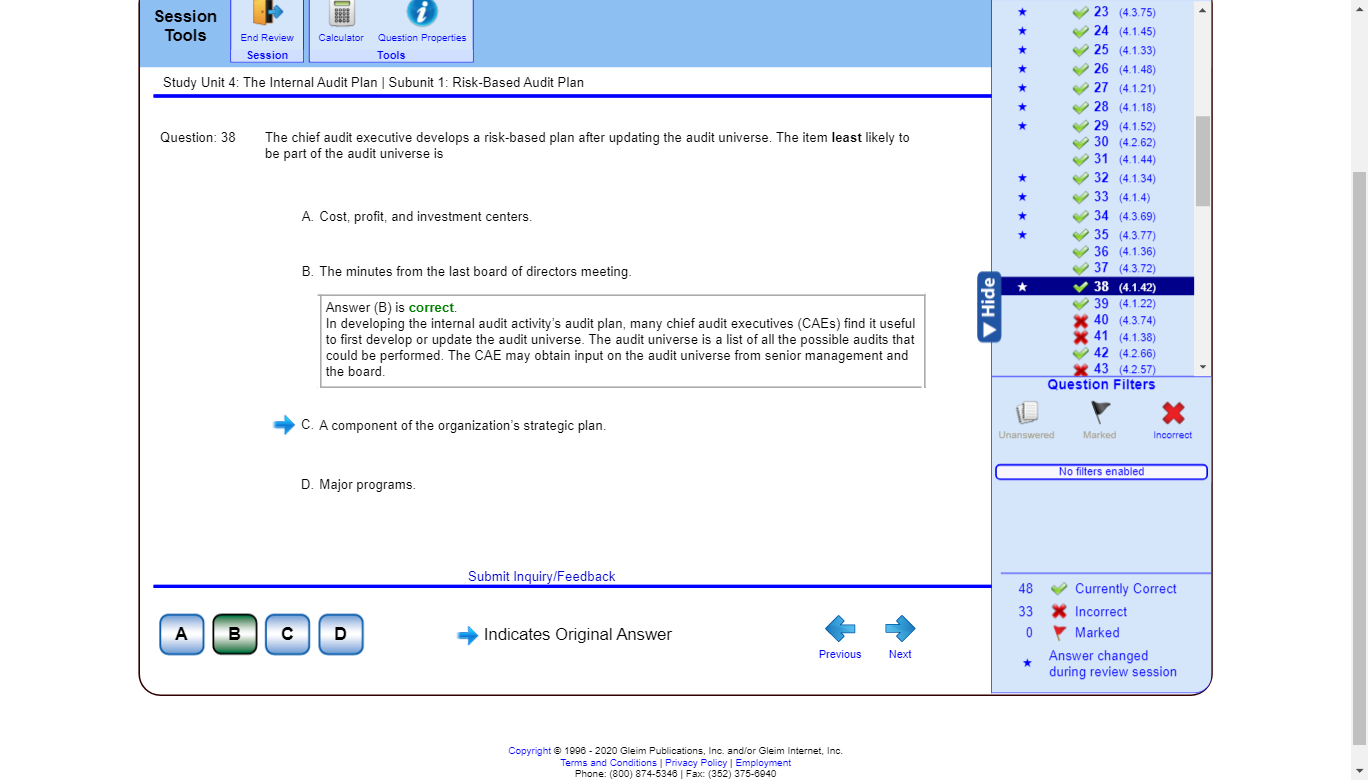 Session
Tools
End Review
Session
Calculator Question Properties
Tools
Study Unit 4: The Internal Audit Plan | Subunit 1: Risk-Based Audit Plan
Question: 38 The chief audit executive develops a risk-based plan after updating the audit universe. The item least likely to
be part of the audit universe is
A. Cost, profit, and investment centers.
B. The minutes from the last board of directors meeting.
Answer (B) is correct.
In developing the internal audit activity's audit plan, many chief audit executives (CAEs) find it useful
to first develop or update the audit universe. The audit universe is a list of all the possible audits that
could be performed. The CAE may obtain input on the audit universe from senior management and
the board.
C. A component of the organization's strategic plan.
D. Major programs.
Submit Inquiry/Feedback
A B C D
Indicates Original Answer
Previous Next
Hide
23 (4.3.75)
24 (4.1.45)
25 (4.1.33)
26 (4.1.48)
27 (4.1.21)
28 (4.1.18)
29 (4.1.52)
30 (4.2.62)
31 (4.1.44)
32 (4.1.34)
33 (4.1.4)
34 (4.3.69)
35 (4.3.77)
36 (4.1.36)
37 (4.3.72)
38 (4.1.42)
39 (4.1.22)
40 (4.3.74)
41 (4.1.38)
42 (4.2.66)
43 (4.2.57)
Question Filters
Unanswered Marked Incorrect
No filters enabled
48 Currently Correct
33 Incorrect
0 Marked
Answer changed
during review session
Copyright © 1996 - 2020 Gleim Publications, Inc. and/or Gleim Internet, Inc.
Terms and Conditions | Privacy Policy | Employment
Phone: (800) 874-5346 | Fax: (352) 375-6940